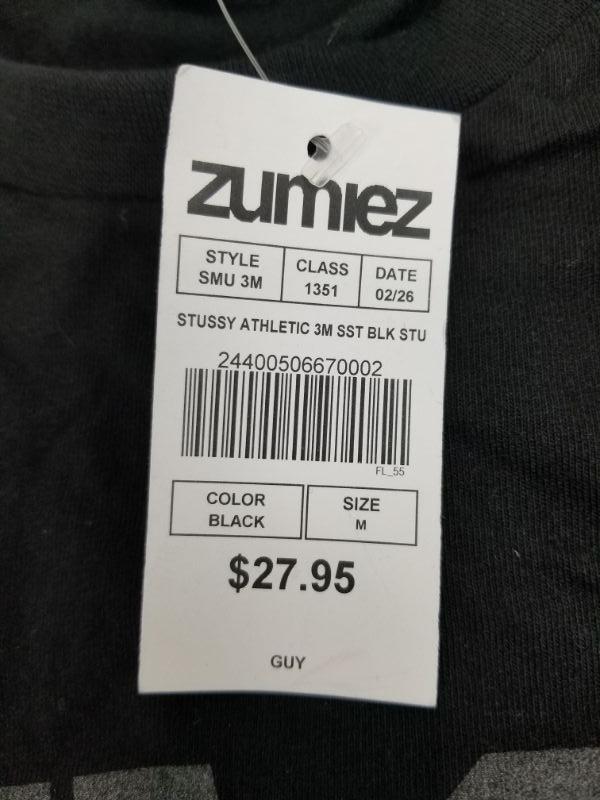 zumiez
STYLE
SMU 3M
CLASS
1351
DATE
02/26
STUSSY ATHLETIC 3M SST BLK STU
24400506670002
FL_55
COLOR
BLACK
SIZE
M
$27.95
GUY